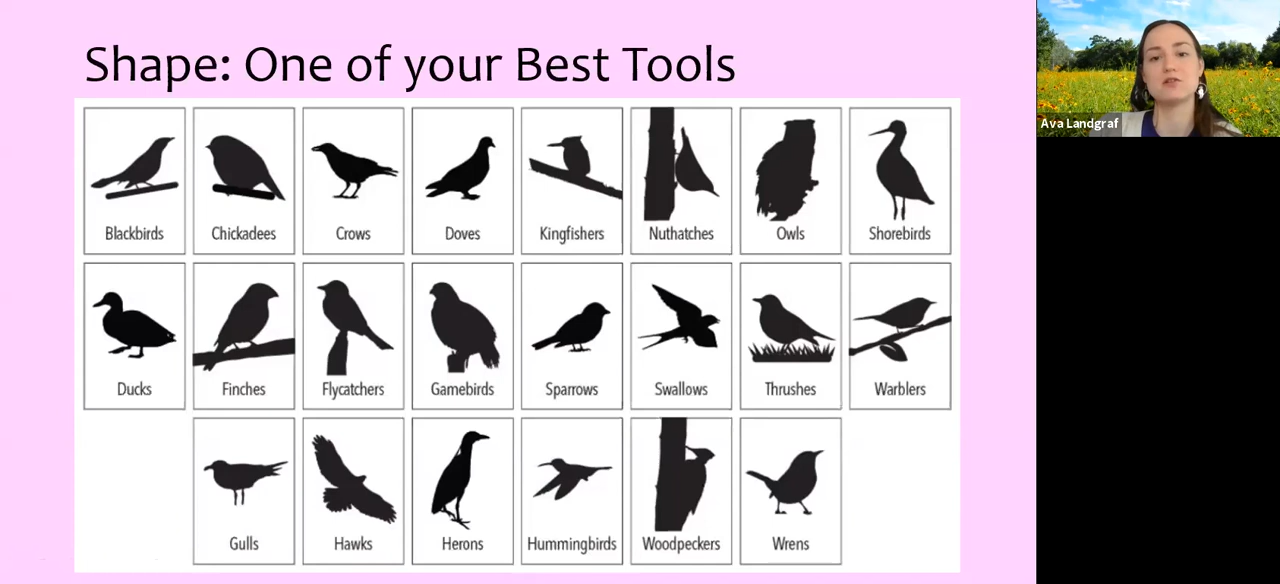 Shape: One of your Best Tools
Ava Landgraf
Blackbirds Chickadees Crows Doves Kingfishers Nuthatches Owls Shorebirds
Ducks Finches Flycatchers Gamebirds Sparrows Swallows Thrushes Warblers
Gulls Hawks Herons Hummingbirds Woodpeckers Wrens